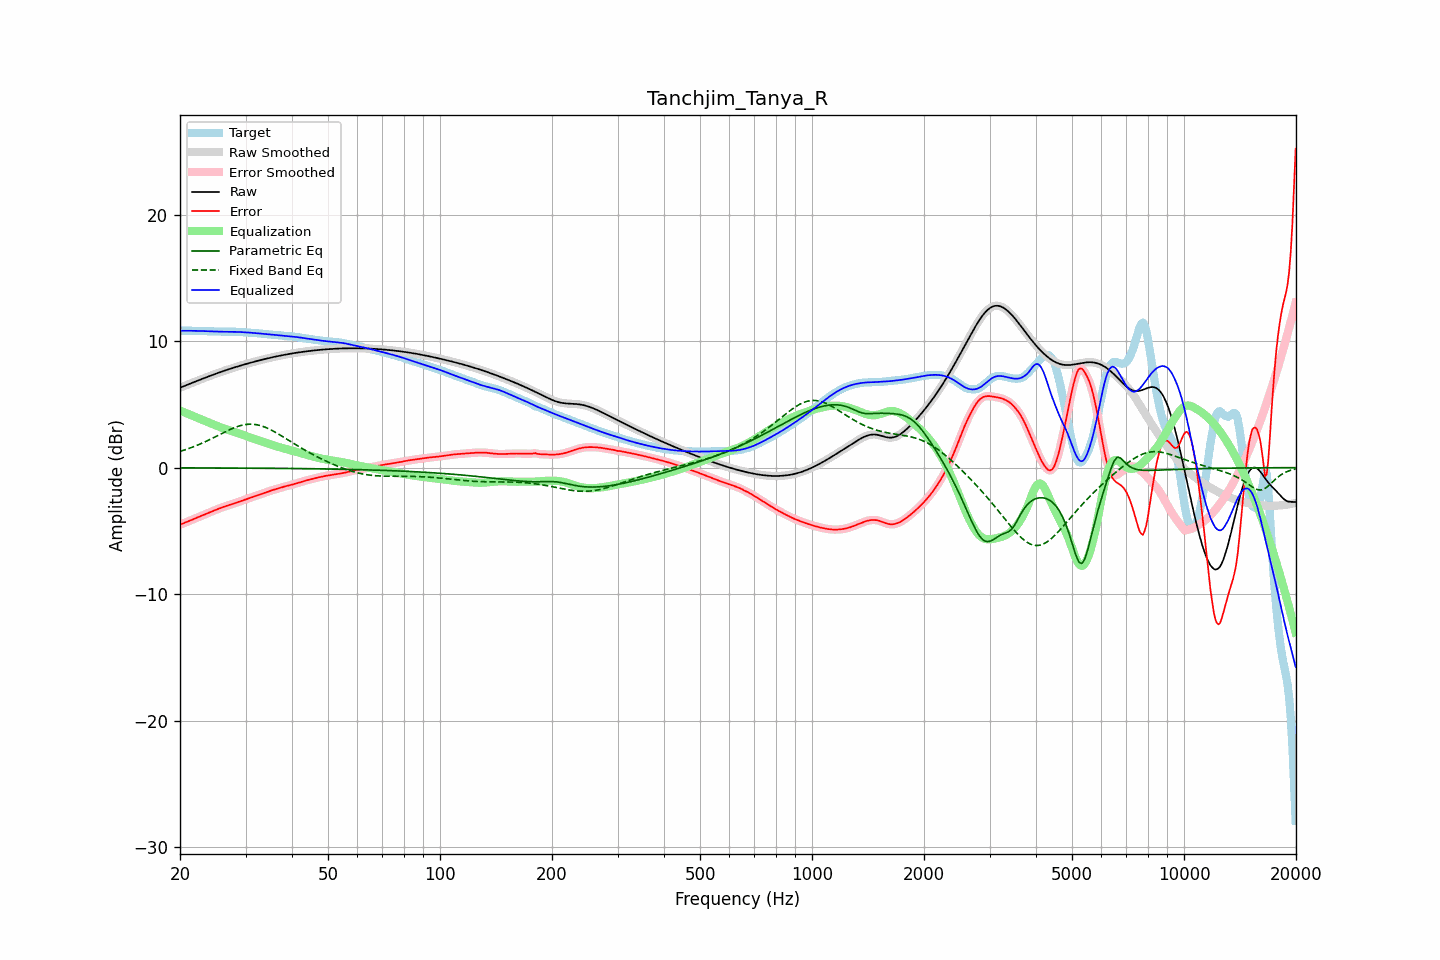 Tanchjim_Tanya_R
Target
Raw Smoothed
Error Smoothed
Raw
Error
Equalization
Parametric Eq
Fixed Band Eq
Equalized
Amplitude (dBr)
20
10
0
−10
−20
−30
20 50 100 200 500 1000 2000 5000 10000 20000
Frequency (Hz)